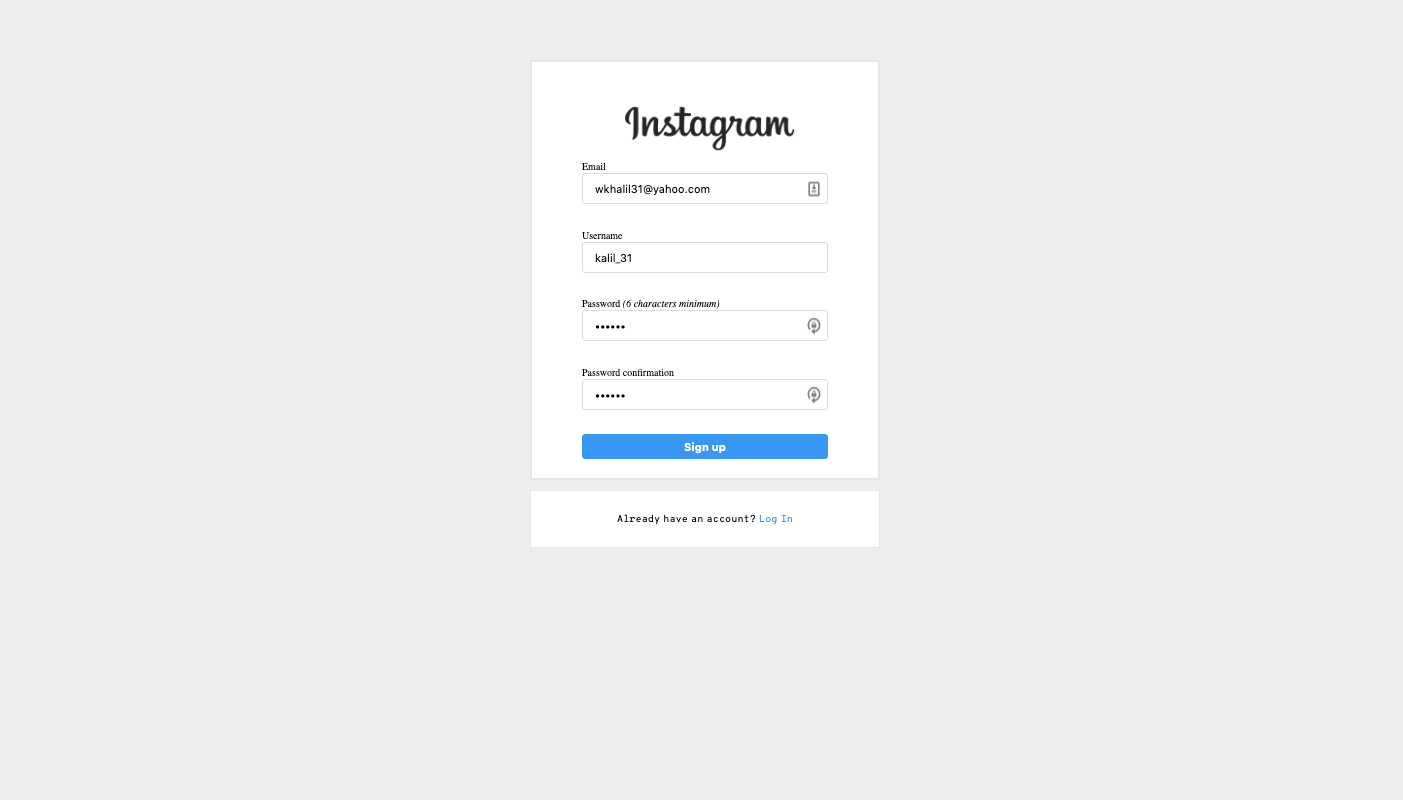 Instagram
Email
wkhalil31@yahoo.com
Username
kalil_31
Password (6 characters minimum)
••••••
Password confirmation
••••••
Sign up
Already have an account? Log In